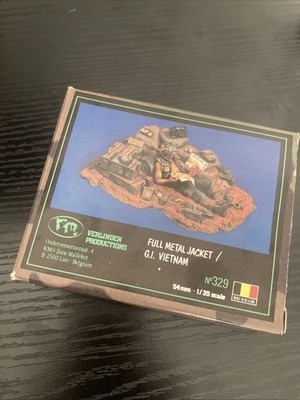 VERLINDEN
PRODUCTIONS
Ondernemersstraat, 4
KMO Zone Mallekot
B-2500 Lier / Belgium
FULL METAL JACKET /
G.I. VIETNAM
Nº329
54mm - 1/35 scale